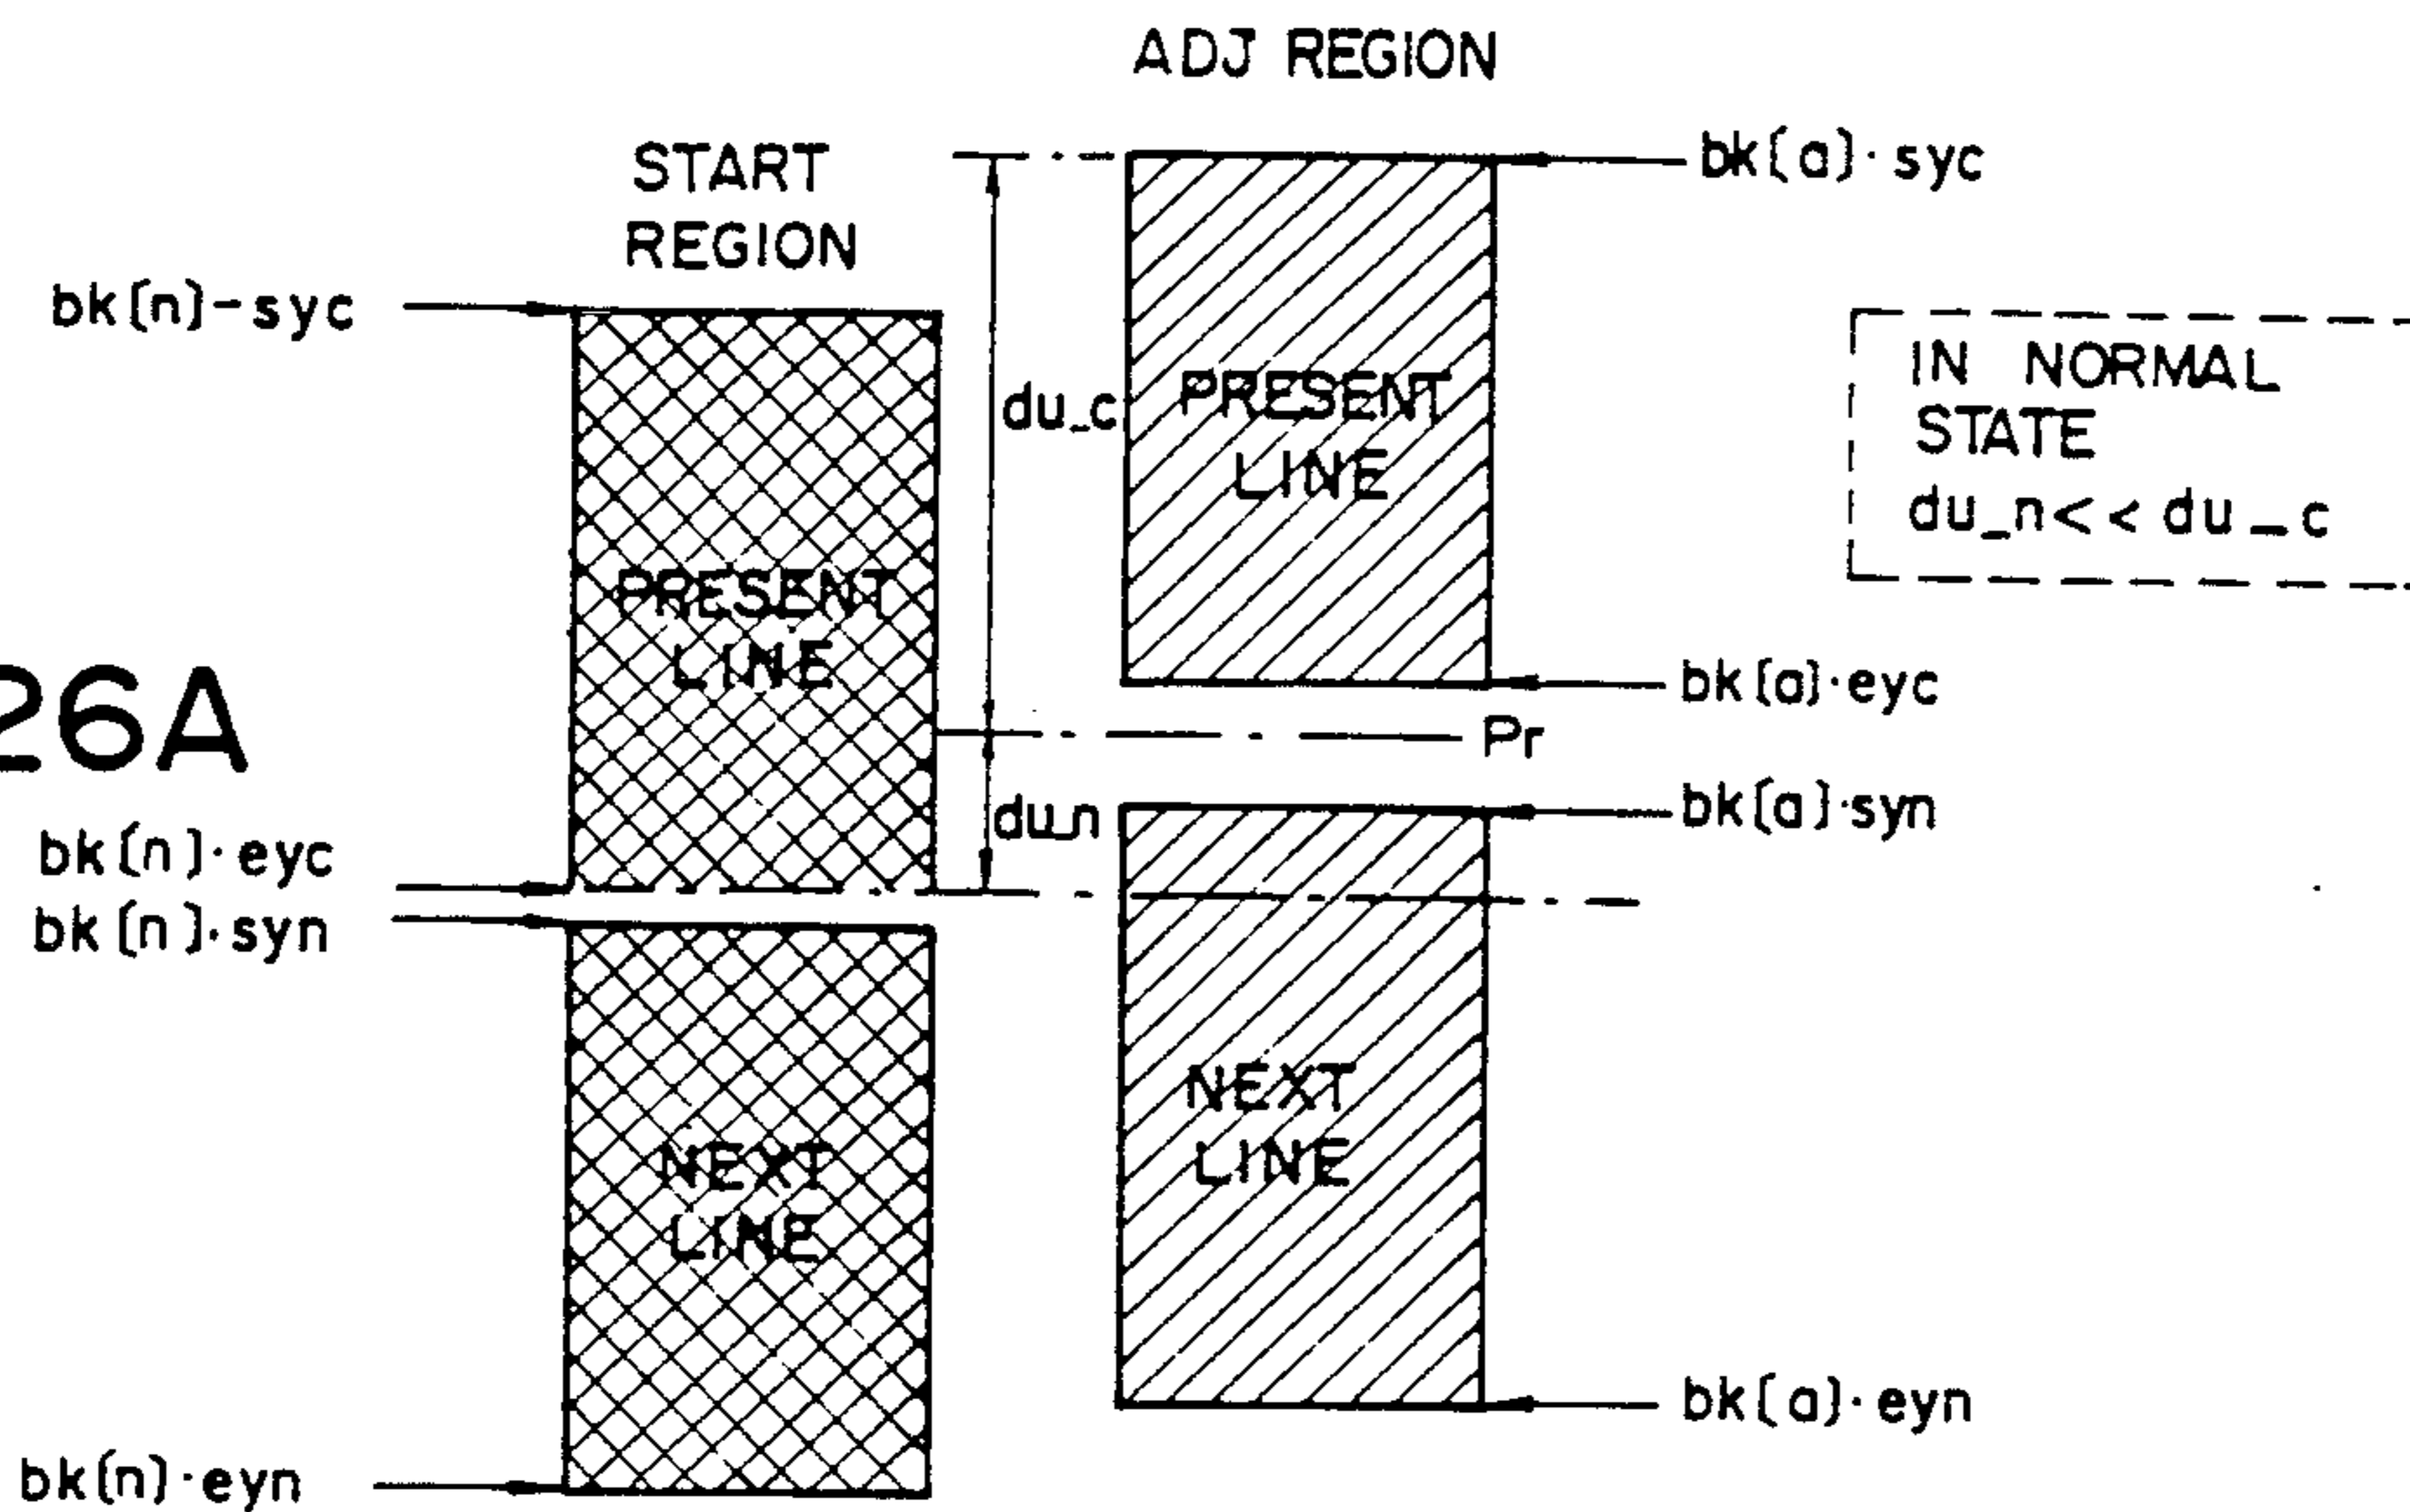 ADJ REGION
START
REGION
bk(a)·syc
bk(n)-syc
du_c
PRESENT
LINE
IN NORMAL
STATE
du_n<<du_c
PRESENT
LINE
bk(a)·eyc
26A
Pr
bk(a)·syn
du_n
bk(n)·eyc
bk(n)·syn
NEXT
LINE
NEXT
LINE
bk(a)·eyn
bk(n)·eyn